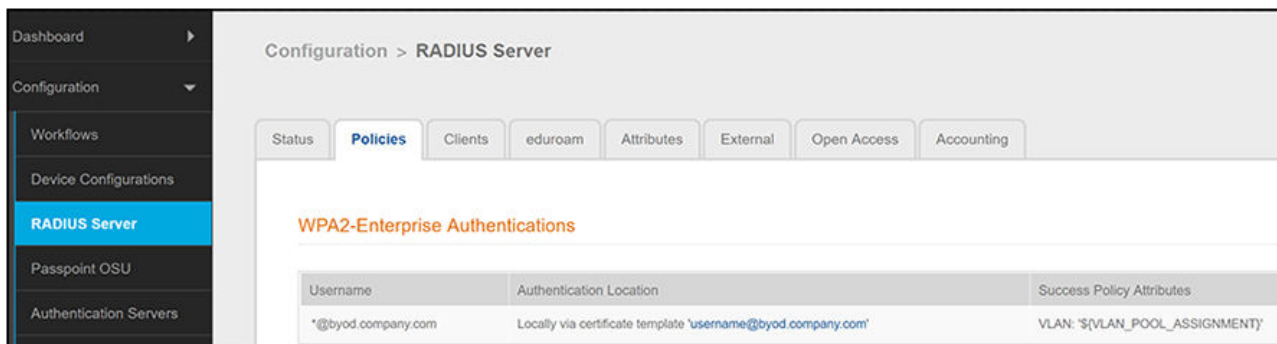 Dashboard
Configuration
Workflows
Device Configurations
RADIUS Server
Passpoint OSU
Authentication Servers
Configuration > RADIUS Server
Status Policies Clients eduroam Attributes External Open Access Accounting
WPA2-Enterprise Authentications
Username Authentication Location Success Policy Attributes
*@byod.company.com Locally via certificate template 'username@byod.company.com' VLAN: '${VLAN_POOL_ASSIGNMENT}'